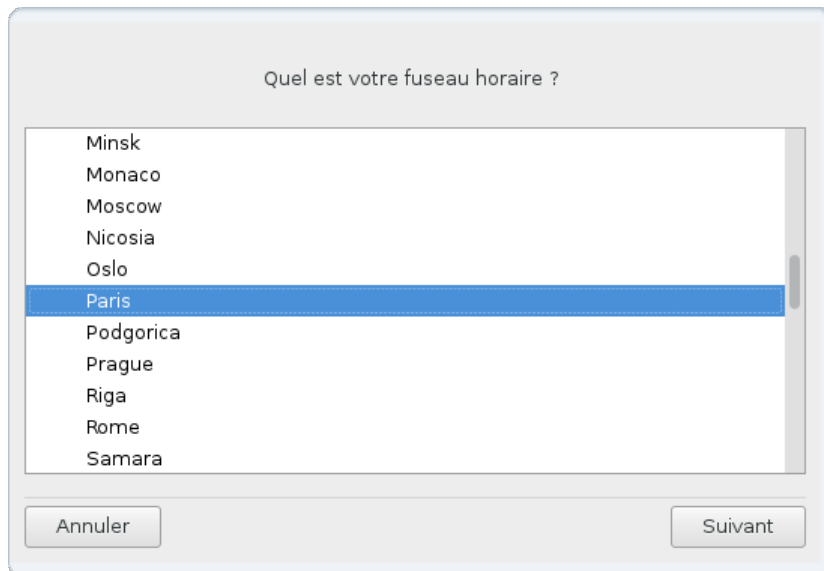 Quel est votre fuseau horaire ?
Minsk
Monaco
Moscow
Nicosia
Oslo
Paris
Podgorica
Prague
Riga
Rome
Samara
Annuler
Suivant